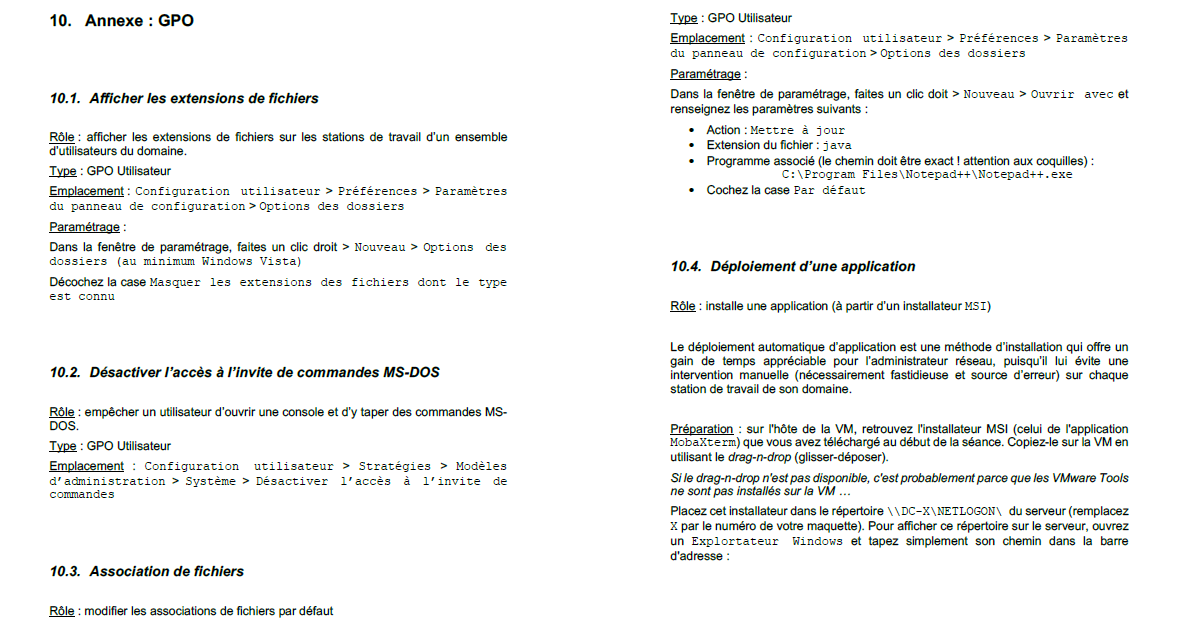 10. Annexe : GPO
10.1. Afficher les extensions de fichiers
Rôle : afficher les extensions de fichiers sur les stations de travail d'un ensemble
d'utilisateurs du domaine.
Type : GPO Utilisateur
Emplacement : Configuration utilisateur > Préférences > Paramètres
du panneau de configuration > Options des dossiers
Paramétrage :
Dans la fenêtre de paramétrage, faites un clic droit > Nouveau > Options des
dossiers (au minimum Windows Vista)
Décochez la case Masquer les extensions des fichiers dont le type
est connu
10.2. Désactiver l'accès à l'invite de commandes MS-DOS
Rôle : empêcher un utilisateur d'ouvrir une console et d'y taper des commandes MS-
DOS.
Type : GPO Utilisateur
Emplacement : Configuration utilisateur > Stratégies > Modèles
d'administration > Système > Désactiver l'accès à l'invite de
commandes
10.3. Association de fichiers
Rôle : modifier les associations de fichiers par défaut
Type : GPO Utilisateur
Emplacement : Configuration utilisateur > Préférences > Paramètres
du panneau de configuration > Options des dossiers
Paramétrage :
Dans la fenêtre de paramétrage, faites un clic doit > Nouveau > Ouvrir avec et
renseignez les paramètres suivants :
• Action : Mettre à jour
• Extension du fichier : java
• Programme associé (le chemin doit être exact ! attention aux coquilles) :
C:\Program Files\Notepad++\Notepad++.exe
• Cochez la case Par défaut
10.4. Déploiement d'une application
Rôle : installe une application (à partir d'un installateur MSI)
Le déploiement automatique d'application est une méthode d'installation qui offre un
gain de temps appréciable pour l'administrateur réseau, puisqu'il lui évite une
intervention manuelle (nécessairement fastidieuse et source d'erreur) sur chaque
station de travail de son domaine.
Préparation : sur l'hôte de la VM, retrouvez l'installateur MSI (celui de l'application
MobaXterm) que vous avez téléchargé au début de la séance. Copiez-le sur la VM en
utilisant le drag-n-drop (glisser-déposer).
Si le drag-n-drop n'est pas disponible, c'est probablement parce que les VMware Tools
ne sont pas installés sur la VM …
Placez cet installateur dans le répertoire \\DC-X\NETLOGON\ du serveur (remplacez
X par le numéro de votre maquette). Pour afficher ce répertoire sur le serveur, ouvrez
un Explortateur Windows et tapez simplement son chemin dans la barre
d'adresse :